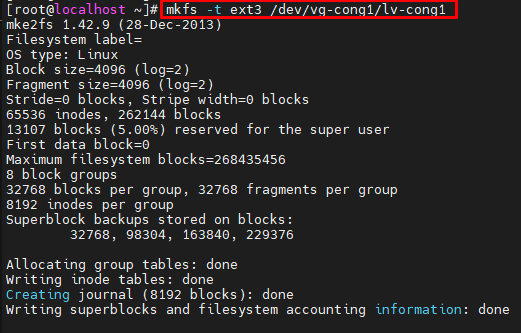 [root@localhost ~]# mkfs -t ext3 /dev/vg-cong1/lv-cong1
mke2fs 1.42.9 (28-Dec-2013)
Filesystem label=
OS type: Linux
Block size=4096 (log=2)
Fragment size=4096 (log=2)
Stride=0 blocks, Stripe width=0 blocks
65536 inodes, 262144 blocks
13107 blocks (5.00%) reserved for the super user
First data block=0
Maximum filesystem blocks=268435456
8 block groups
32768 blocks per group, 32768 fragments per group
8192 inodes per group
Superblock backups stored on blocks:
        32768, 98304, 163840, 229376

Allocating group tables: done
Writing inode tables: done
Creating journal (8192 blocks): done
Writing superblocks and filesystem accounting information: done